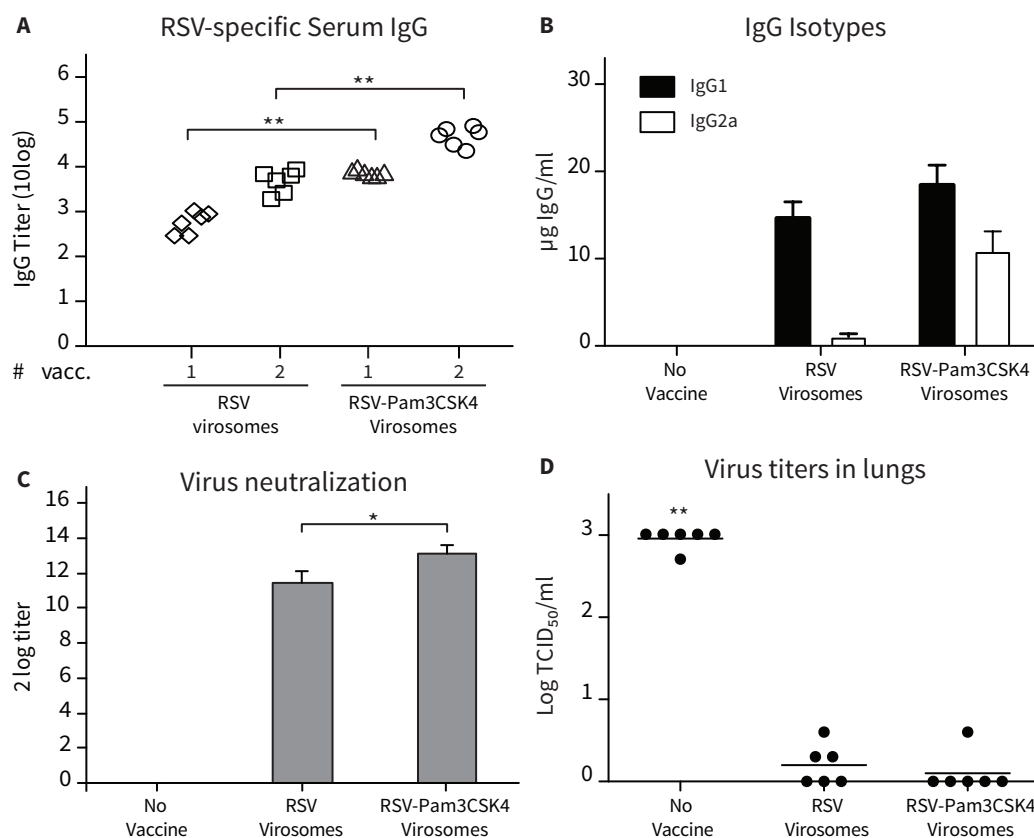 A
RSV-specific Serum IgG
IgG Titer (10log)
6
5
4
3
2
1
0
**
**
# vacc.
1
2
1
2
RSV
virosomes
RSV-Pam3CSK4
Virosomes
B
IgG Isotypes
µg IgG/ml
30
20
10
0
IgG1
IgG2a
No
Vaccine
RSV
Virosomes
RSV-Pam3CSK4
Virosomes
C
Virus neutralization
2 log titer
16
14
12
10
8
6
4
2
0
*
No
Vaccine
RSV
Virosomes
RSV-Pam3CSK4
Virosomes
D
Virus titers in lungs
Log TCID50/ml
3
2
1
0
**
No
Vaccine
RSV
Virosomes
RSV-Pam3CSK4
Virosomes